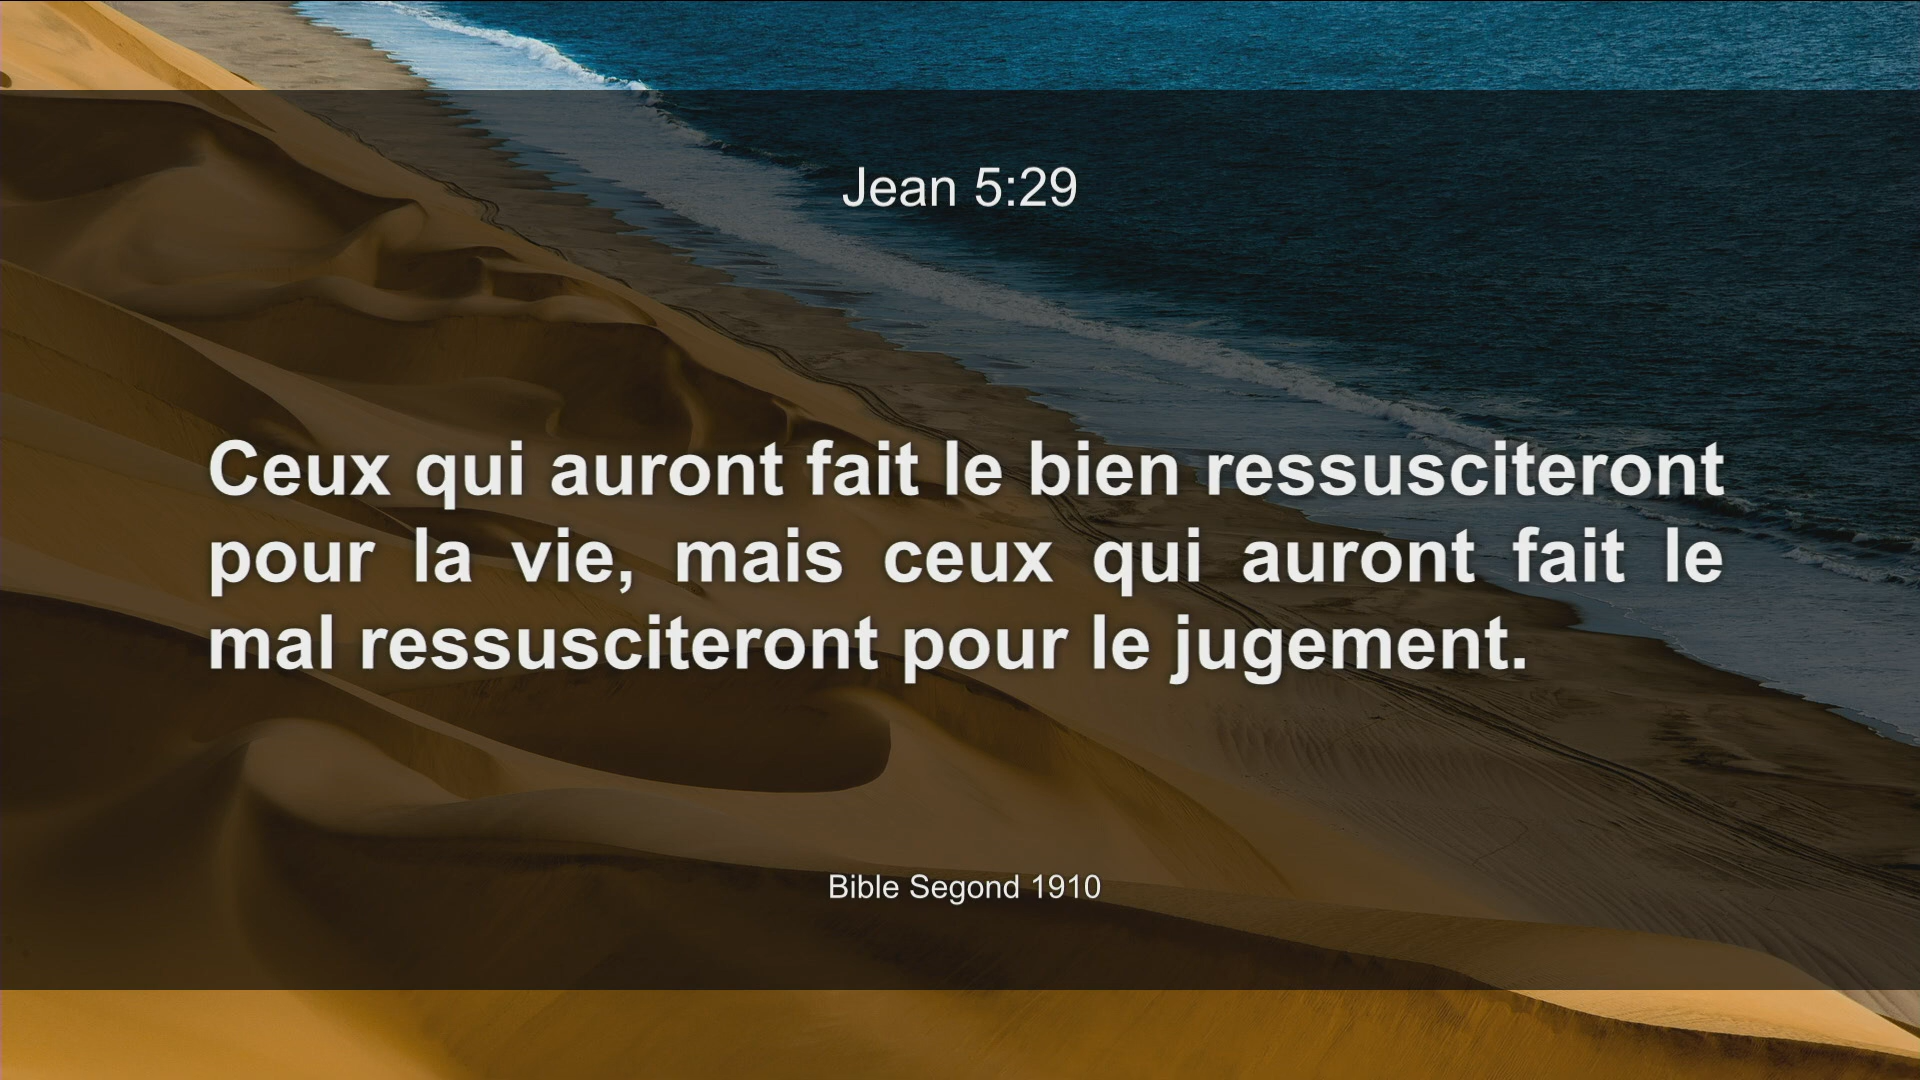 Jean 5:29
Ceux qui auront fait le bien ressusciteront
pour la vie, mais ceux qui auront fait le
mal ressusciteront pour le jugement.
Bible Segond 1910